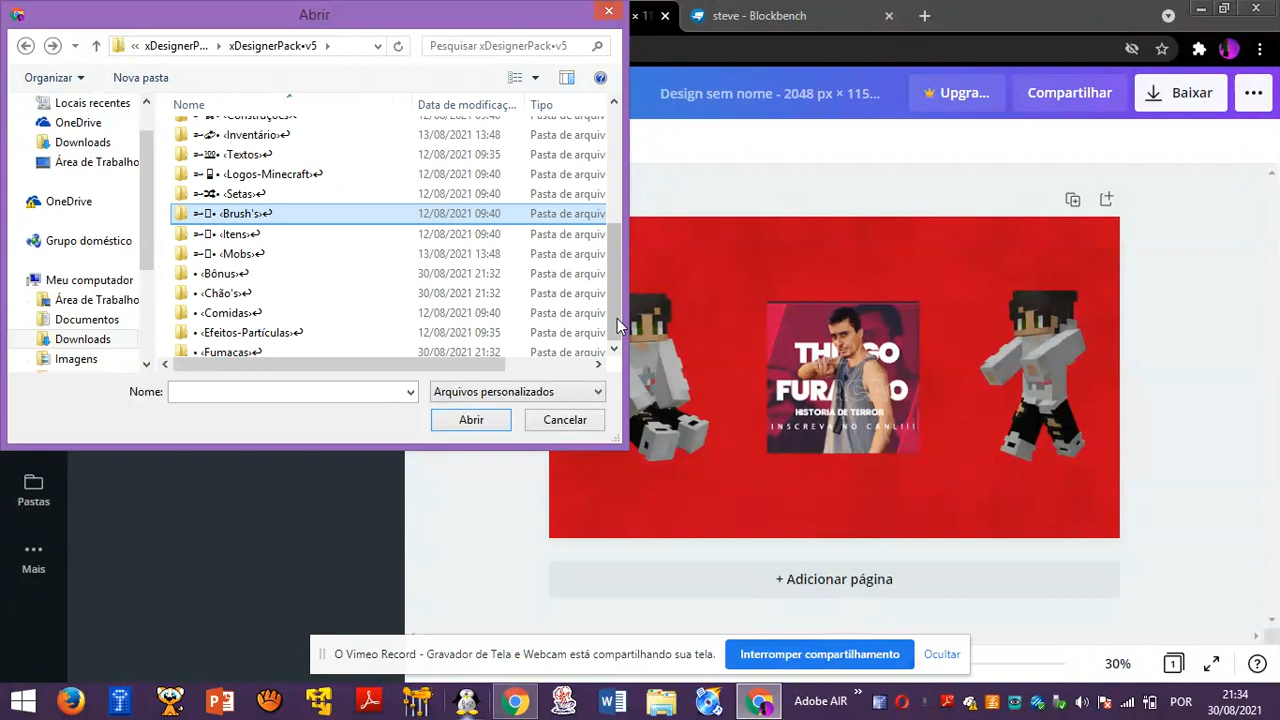 Abrir
xDesignerP... xDesignerPack•v5
Pesquisar xDesignerPack•v5
Organizar Nova pasta
Locais recentes
OneDrive
Downloads
Área de Trabalho
OneDrive
Grupo doméstico
Meu computador
Área de Trabalho
Documentos
Downloads
Imagens
Nome Data de modificaç... Tipo
‹Inventário›↩ 13/08/2021 13:48 Pasta de arquiv
‹Textos›↩ 12/08/2021 09:35 Pasta de arquiv
‹Logos-Minecraft›↩ 12/08/2021 09:40 Pasta de arquiv
‹Setas›↩ 12/08/2021 09:40 Pasta de arquiv
‹Brush's›↩ 12/08/2021 09:40 Pasta de arquiv
‹Itens›↩ 12/08/2021 09:40 Pasta de arquiv
‹Mobs›↩ 13/08/2021 13:48 Pasta de arquiv
• ‹Bônus›↩ 30/08/2021 21:32 Pasta de arquiv
• ‹Chão's›↩ 30/08/2021 21:32 Pasta de arquiv
• ‹Comidas›↩ 12/08/2021 09:40 Pasta de arquiv
• ‹Efeitos-Partículas›↩ 12/08/2021 09:35 Pasta de arquiv
• ‹Fumaças›↩ 30/08/2021 21:32 Pasta de arquiv
Nome: Arquivos personalizados
Abrir Cancelar
steve - Blockbench
Design sem nome - 2048 px × 115... Upgra... Compartilhar Baixar
FURA
HISTORIA DE TERROR
INSCREVA NO CANL!!!
Pastas
Mais
+ Adicionar página
O Vimeo Record - Gravador de Tela e Webcam está compartilhando sua tela. Interromper compartilhamento Ocultar
30% 1
Adobe AIR » POR 21:34
30/08/2021